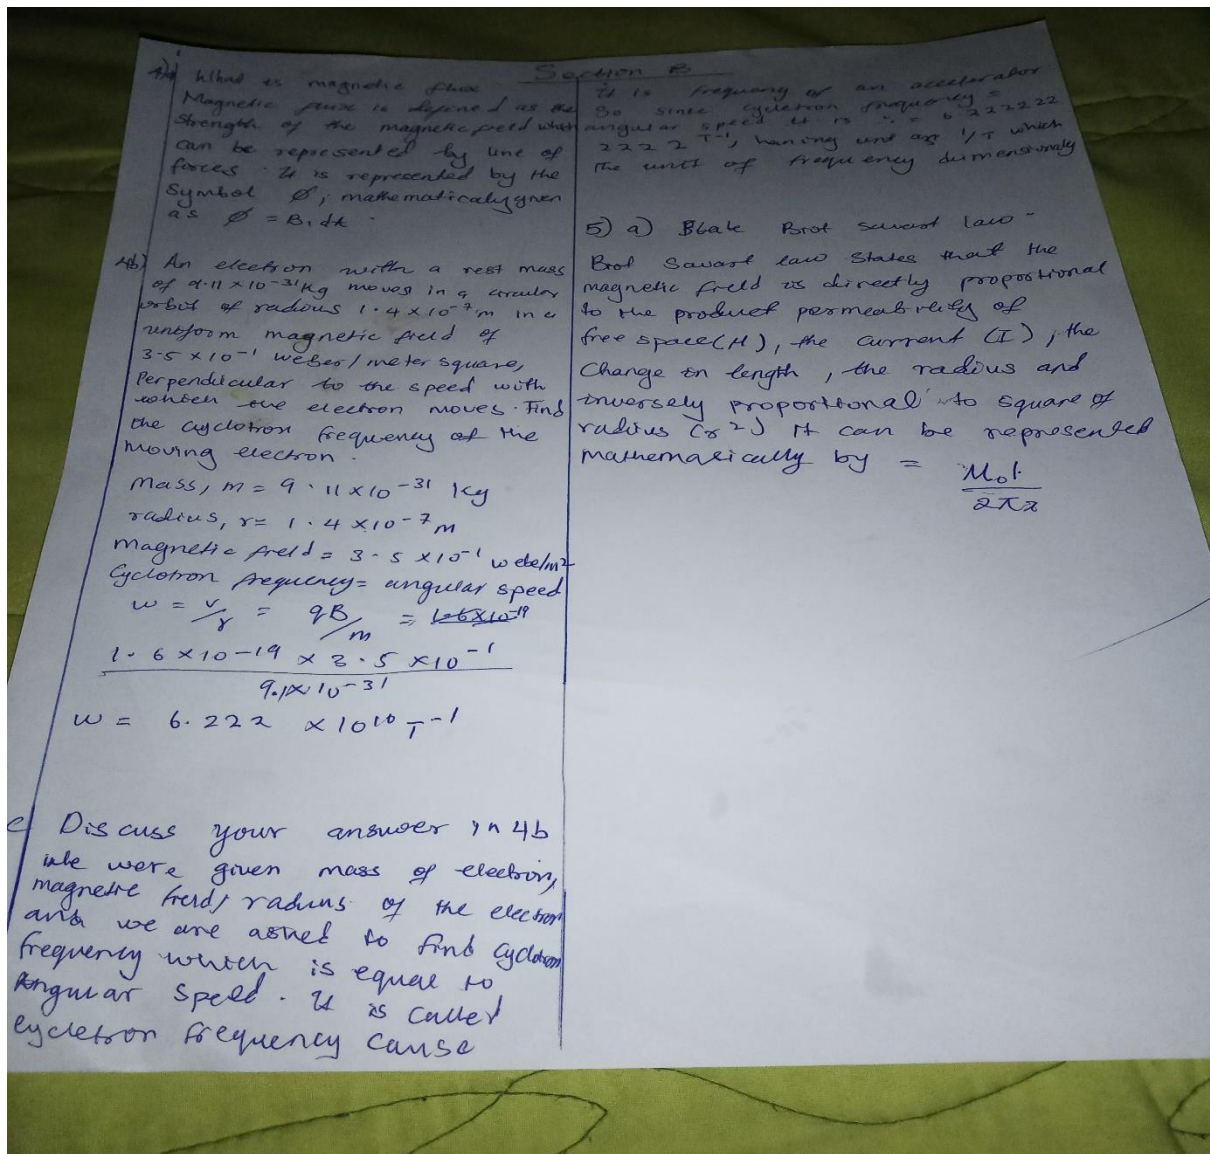 Section B
4)a) What is magnetic flux
Magnetic flux is defined as the
strength of the magnetic field which
can be represented by line of
forces. It is represented by the
symbol Ø, mathematically given
as Ø = B.dA.
4b) An electron with a rest mass
of 9.11 x 10-31 kg moves in a circular
orbit of radius 1.4 x 10-7 m in a
uniform magnetic field of
3.5 x 10-1 weber/meter square,
Perpendicular to the speed with
which the electron moves. Find
the cyclotron frequency of the
moving electron.
mass, m = 9.11 x 10-31 kg
radius, r = 1.4 x 10-7 m
magnetic field = 3.5 x 10-1 webe/m2
Cyclotron frequency = angular speed
w = v/r = qB/m =
1.6 x 10-19 x 3.5 x 10-1
9.1 x 10-31
w = 6.222 x 1010 T-1
c Discuss your answer in 4b
we were given mass of electron,
magnetic field, radius of the electron
and we are asked to find cyclotron
frequency which is equal to
Angular speed. It is called
cycletron frequency cause
it is frequency of an accelerator
So since cycletron frequency =
angular speed it is 6.222222
2222 T-1, having unit as 1/T which
the unit of frequency dimensionaly
5) a) State Biot savart law -
Biot Savart law States that the
magnetic field is directly proportional
to the product permeability of
free space(M), the current (I), the
Change in length, the radius and
inversely proportional to square of
radius (r2) It can be represented
mathematically by = MoI
2πr